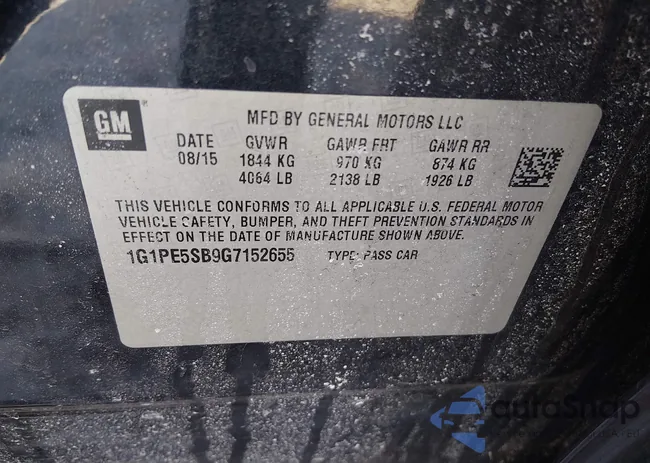 GM
MFD BY GENERAL MOTORS LLC
DATE GVWR GAWR FRT GAWR RR
08/15 1844 KG 970 KG 874 KG
4064 LB 2138 LB 1926 LB
THIS VEHICLE CONFORMS TO ALL APPLICABLE U.S. FEDERAL MOTOR
VEHICLE SAFETY, BUMPER, AND THEFT PREVENTION STANDARDS IN
EFFECT ON THE DATE OF MANUFACTURE SHOWN ABOVE.
1G1PE5SB9G7152655 TYPE: PASS CAR
autoSnap